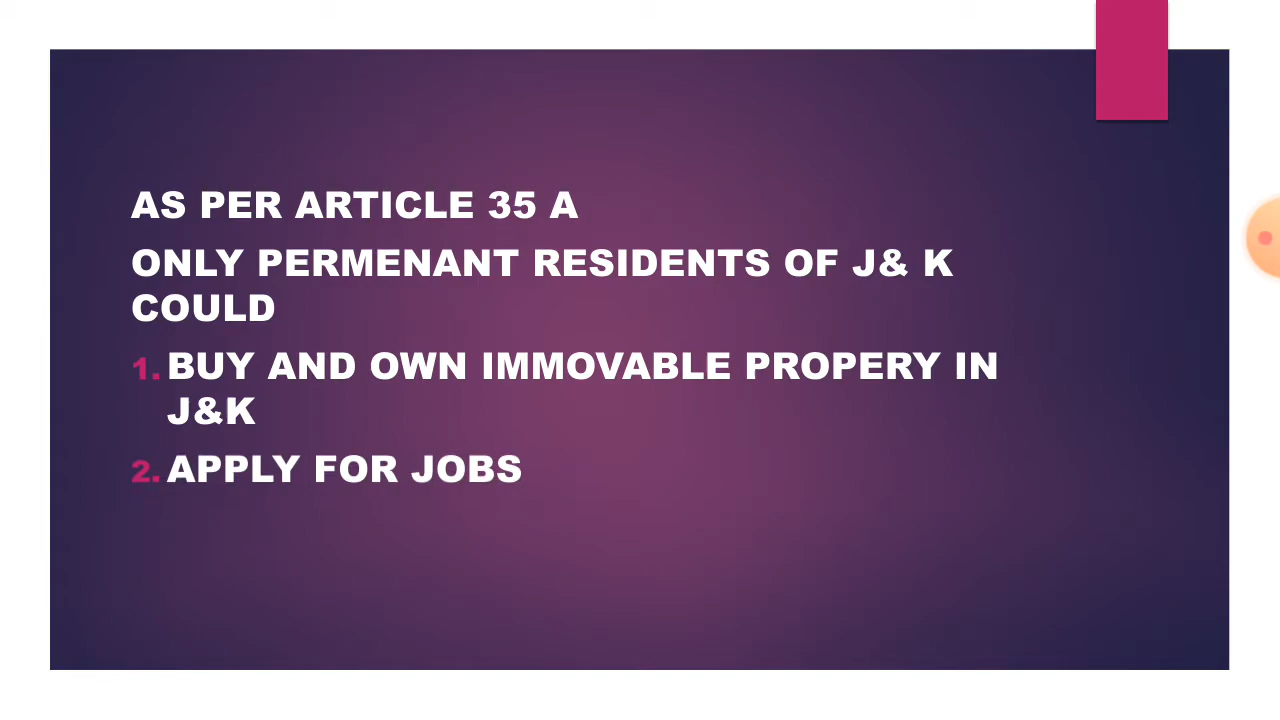 AS PER ARTICLE 35 A
ONLY PERMENANT RESIDENTS OF J& K
COULD
1. BUY AND OWN IMMOVABLE PROPERY IN
J&K
2. APPLY FOR JOBS